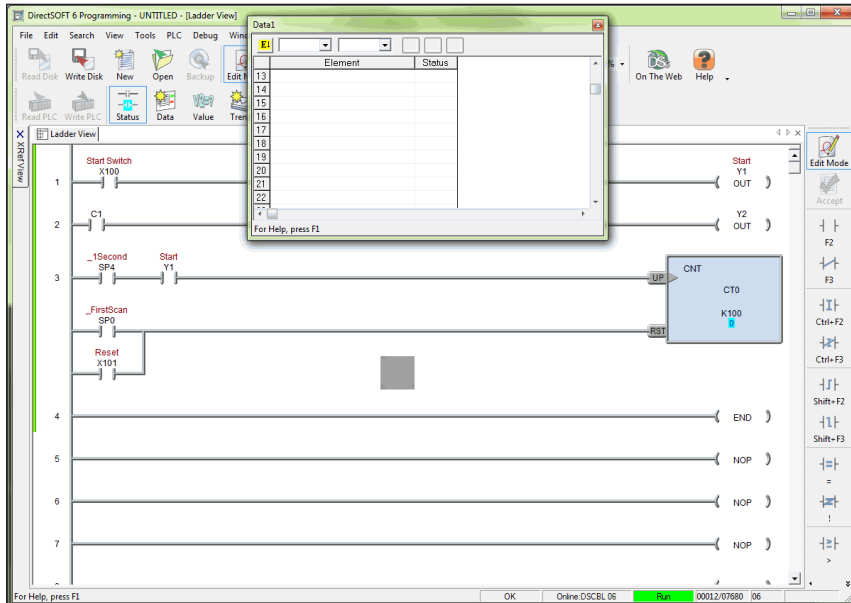 DirectSOFT 6 Programming - UNTITLED - [Ladder View]
File Edit Search View Tools PLC Debug
Read Disk Write Disk New Open Backup
On The Web Help
Read PLC Write PLC Status Data Value
Data1
Element Status
13
14
15
16
17
18
19
20
21
22
For Help, press F1
XRef View
Ladder View
Edit Mode
Accept
F2
F3
Ctrl+F2
Ctrl+F3
Shift+F2
Shift+F3
=
!
>
Start Switch
X100
1
Start
Y1
OUT
C1
2
Y2
OUT
_1Second
SP4
Start
Y1
3
UP
CNT
CT0
K100
0
_FirstScan
SP0
RST
Reset
X101
4
END
5
NOP
6
NOP
7
NOP
For Help, press F1
OK
Online:DSCBL 06
Run
00012/07680
06